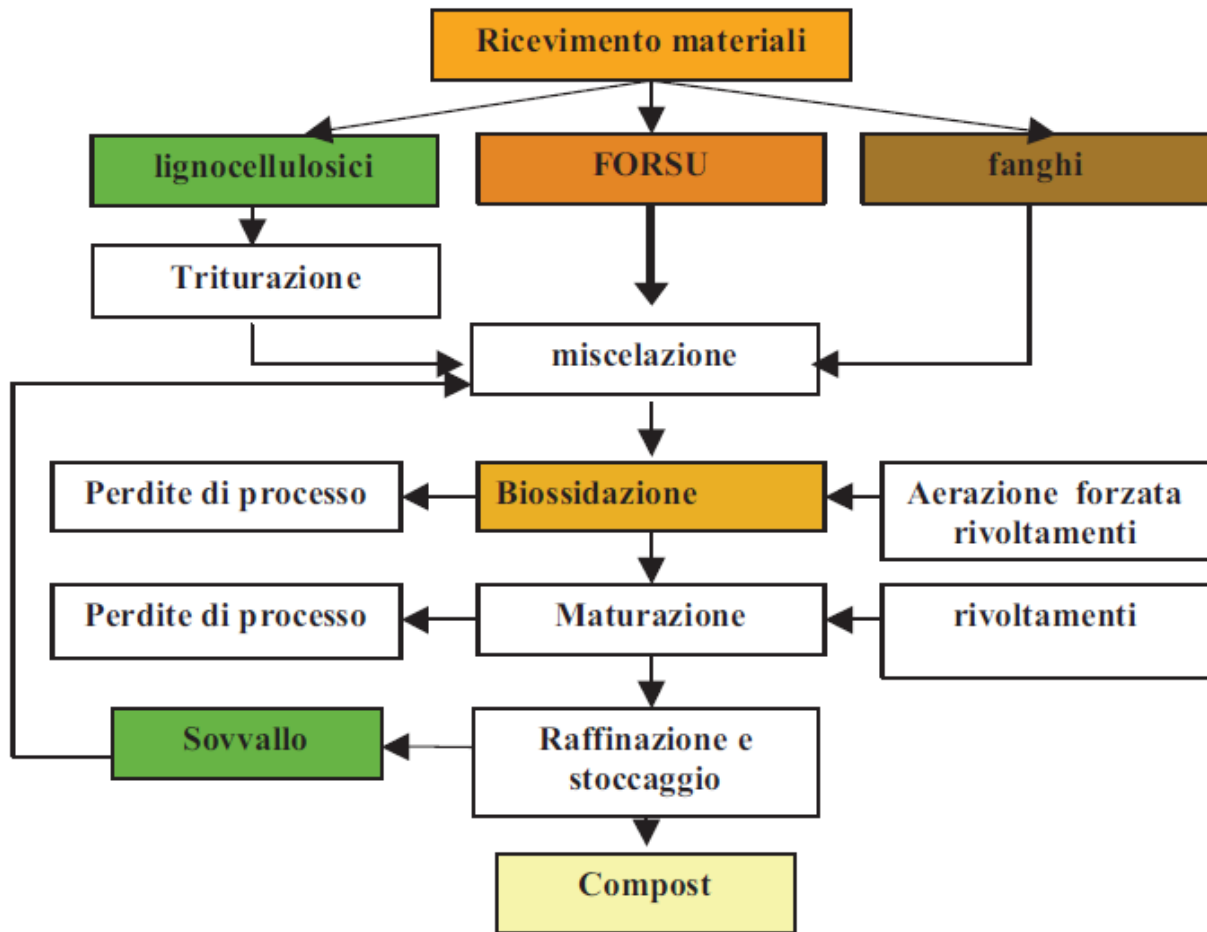 Ricevimento materiali
lignocellulosici
FORSU
fanghi
Triturazione
miscelazione
Perdite di processo
Biossidazione
Aerazione forzata
rivoltamenti
Perdite di processo
Maturazione
rivoltamenti
Sovvallo
Raffinazione e
stoccaggio
Compost